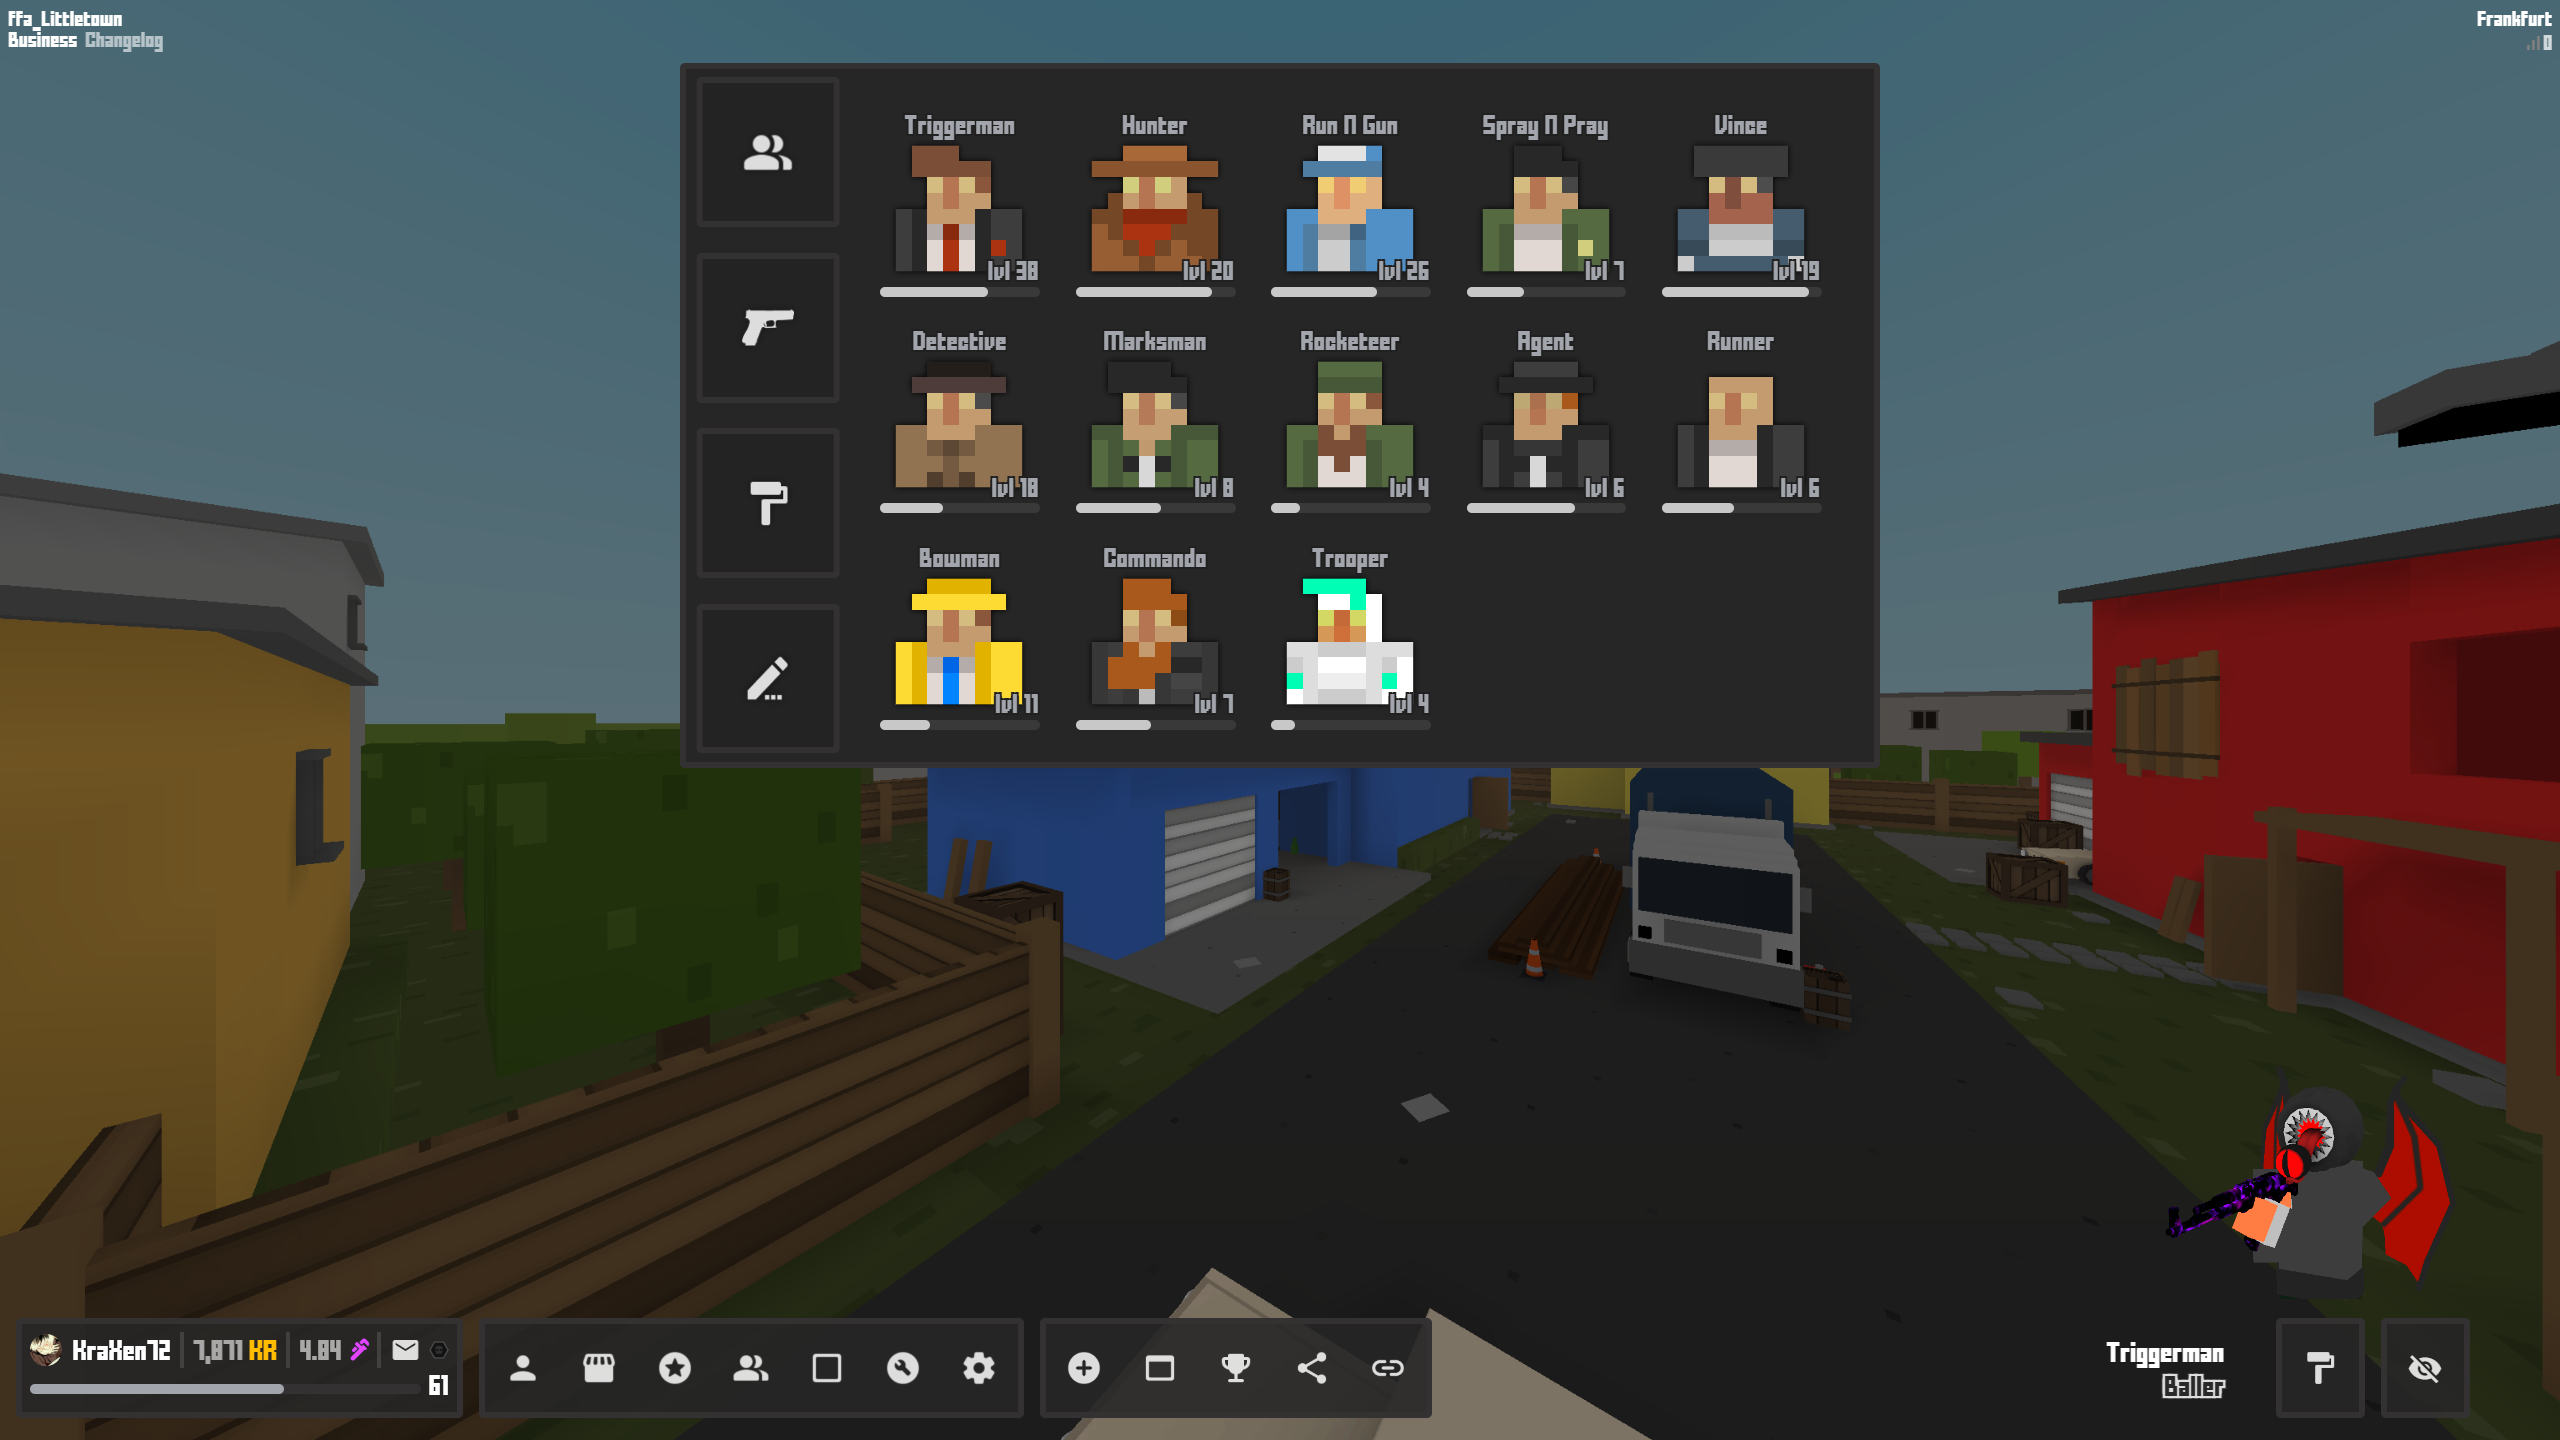 ffa_Littletown
Business Changelog
Frankfurt
0
Triggerman
Hunter
Run N Gun
Spray N Pray
Vince
lvl 38
lvl 20
lvl 26
lvl 7
lvl 19
Detective
Marksman
Rocketeer
Agent
Runner
lvl 18
lvl 8
lvl 4
lvl 6
lvl 6
Bowman
Commando
Trooper
lvl 11
lvl 7
lvl 4
KraXen72
7,871 KR
4.84
61
Triggerman
Baller